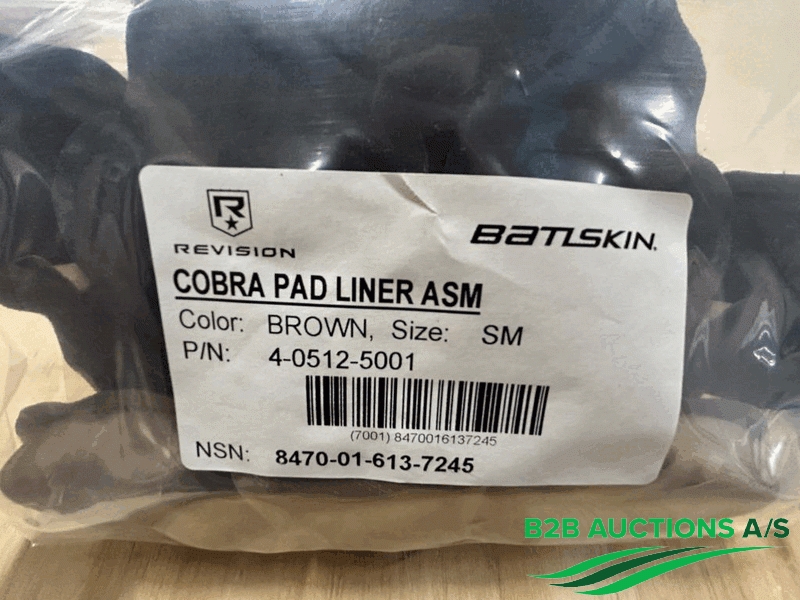 R
REVISION
BATLSKIN.
COBRA PAD LINER ASM
Color: BROWN, Size: SM
P/N: 4-0512-5001
(7001) 8470016137245
NSN: 8470-01-613-7245
B2B AUCTIONS A/S